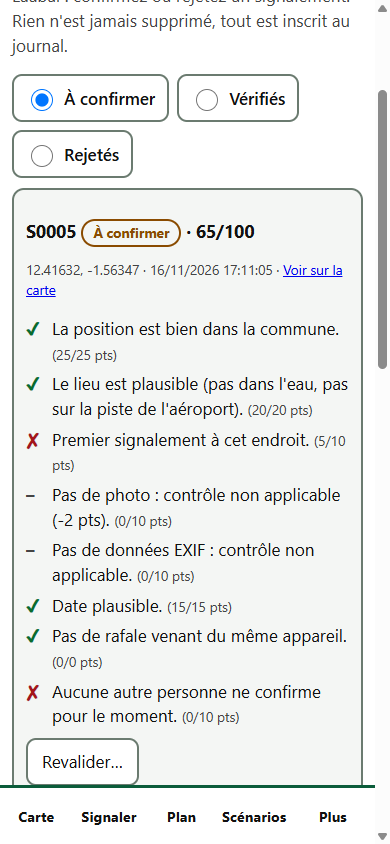 Rien n'est jamais supprimé, tout est inscrit au
journal.
À confirmer
Vérifiés
Rejetés
S0005 À confirmer · 65/100
12.41632, -1.56347 · 16/11/2026 17:11:05 · Voir sur la
carte
✔ La position est bien dans la commune.
(25/25 pts)
✔ Le lieu est plausible (pas dans l'eau, pas
sur la piste de l'aéroport). (20/20 pts)
✘ Premier signalement à cet endroit. (5/10
pts)
– Pas de photo : contrôle non applicable
(-2 pts). (0/10 pts)
– Pas de données EXIF : contrôle non
applicable. (0/10 pts)
✔ Date plausible. (15/15 pts)
✔ Pas de rafale venant du même appareil.
(0/0 pts)
✘ Aucune autre personne ne confirme
pour le moment. (0/10 pts)
Revalider...
Carte Signaler Plan Scénarios Plus